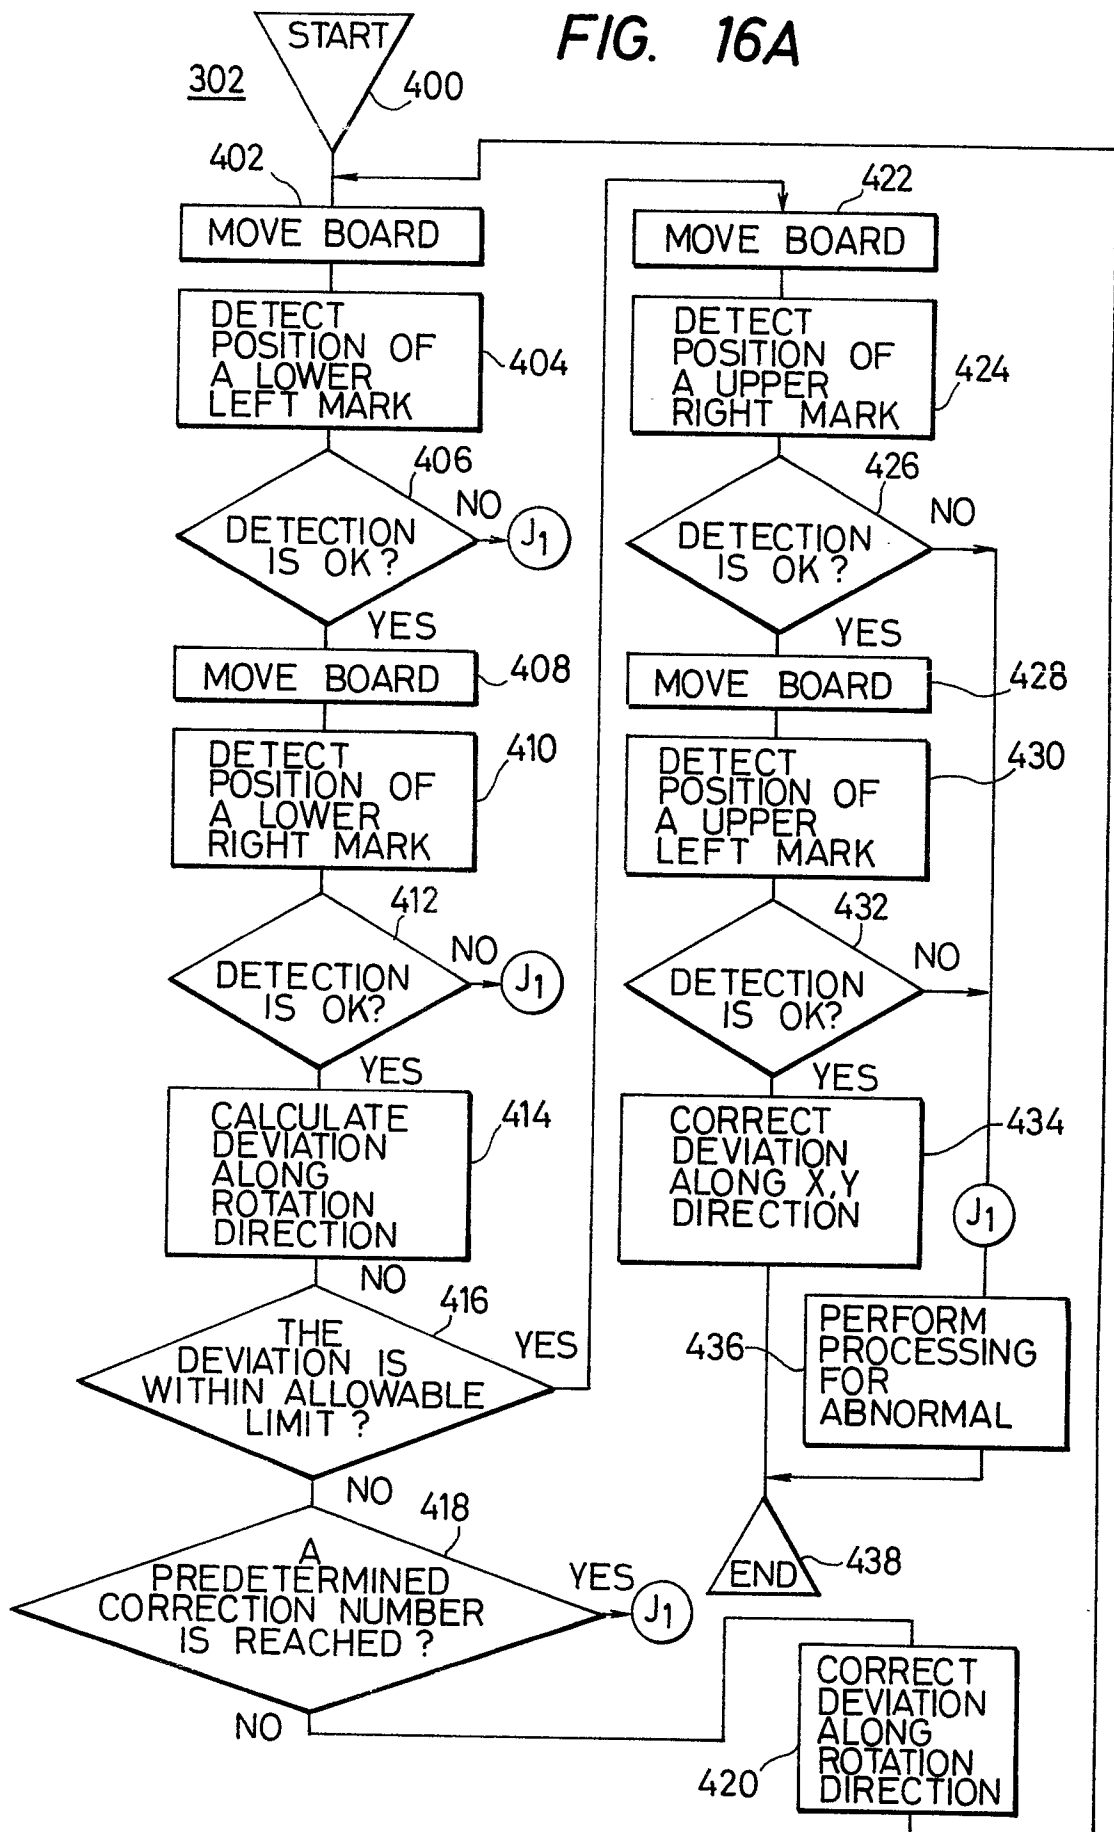 FIG. 16A
START
302
400
402
MOVE BOARD
DETECT
POSITION OF
A LOWER
LEFT MARK
404
406
DETECTION
IS OK?
NO
J1
YES
MOVE BOARD
408
DETECT
POSITION OF
A LOWER
RIGHT MARK
410
412
DETECTION
IS OK?
NO
J1
YES
CALCULATE
DEVIATION
ALONG
ROTATION
DIRECTION
414
NO
416
THE
DEVIATION IS
WITHIN ALLOWABLE
LIMIT ?
YES
NO
418
A
PREDETERMINED
CORRECTION NUMBER
IS REACHED ?
YES
J1
NO
422
MOVE BOARD
DETECT
POSITION OF
A UPPER
RIGHT MARK
424
426
DETECTION
IS OK?
NO
YES
MOVE BOARD
428
DETECT
POSITION OF
A UPPER
LEFT MARK
430
432
DETECTION
IS OK?
NO
YES
CORRECT
DEVIATION
ALONG X,Y
DIRECTION
434
J1
436
PERFORM
PROCESSING
FOR
ABNORMAL
END
438
CORRECT
DEVIATION
ALONG
ROTATION
DIRECTION
420